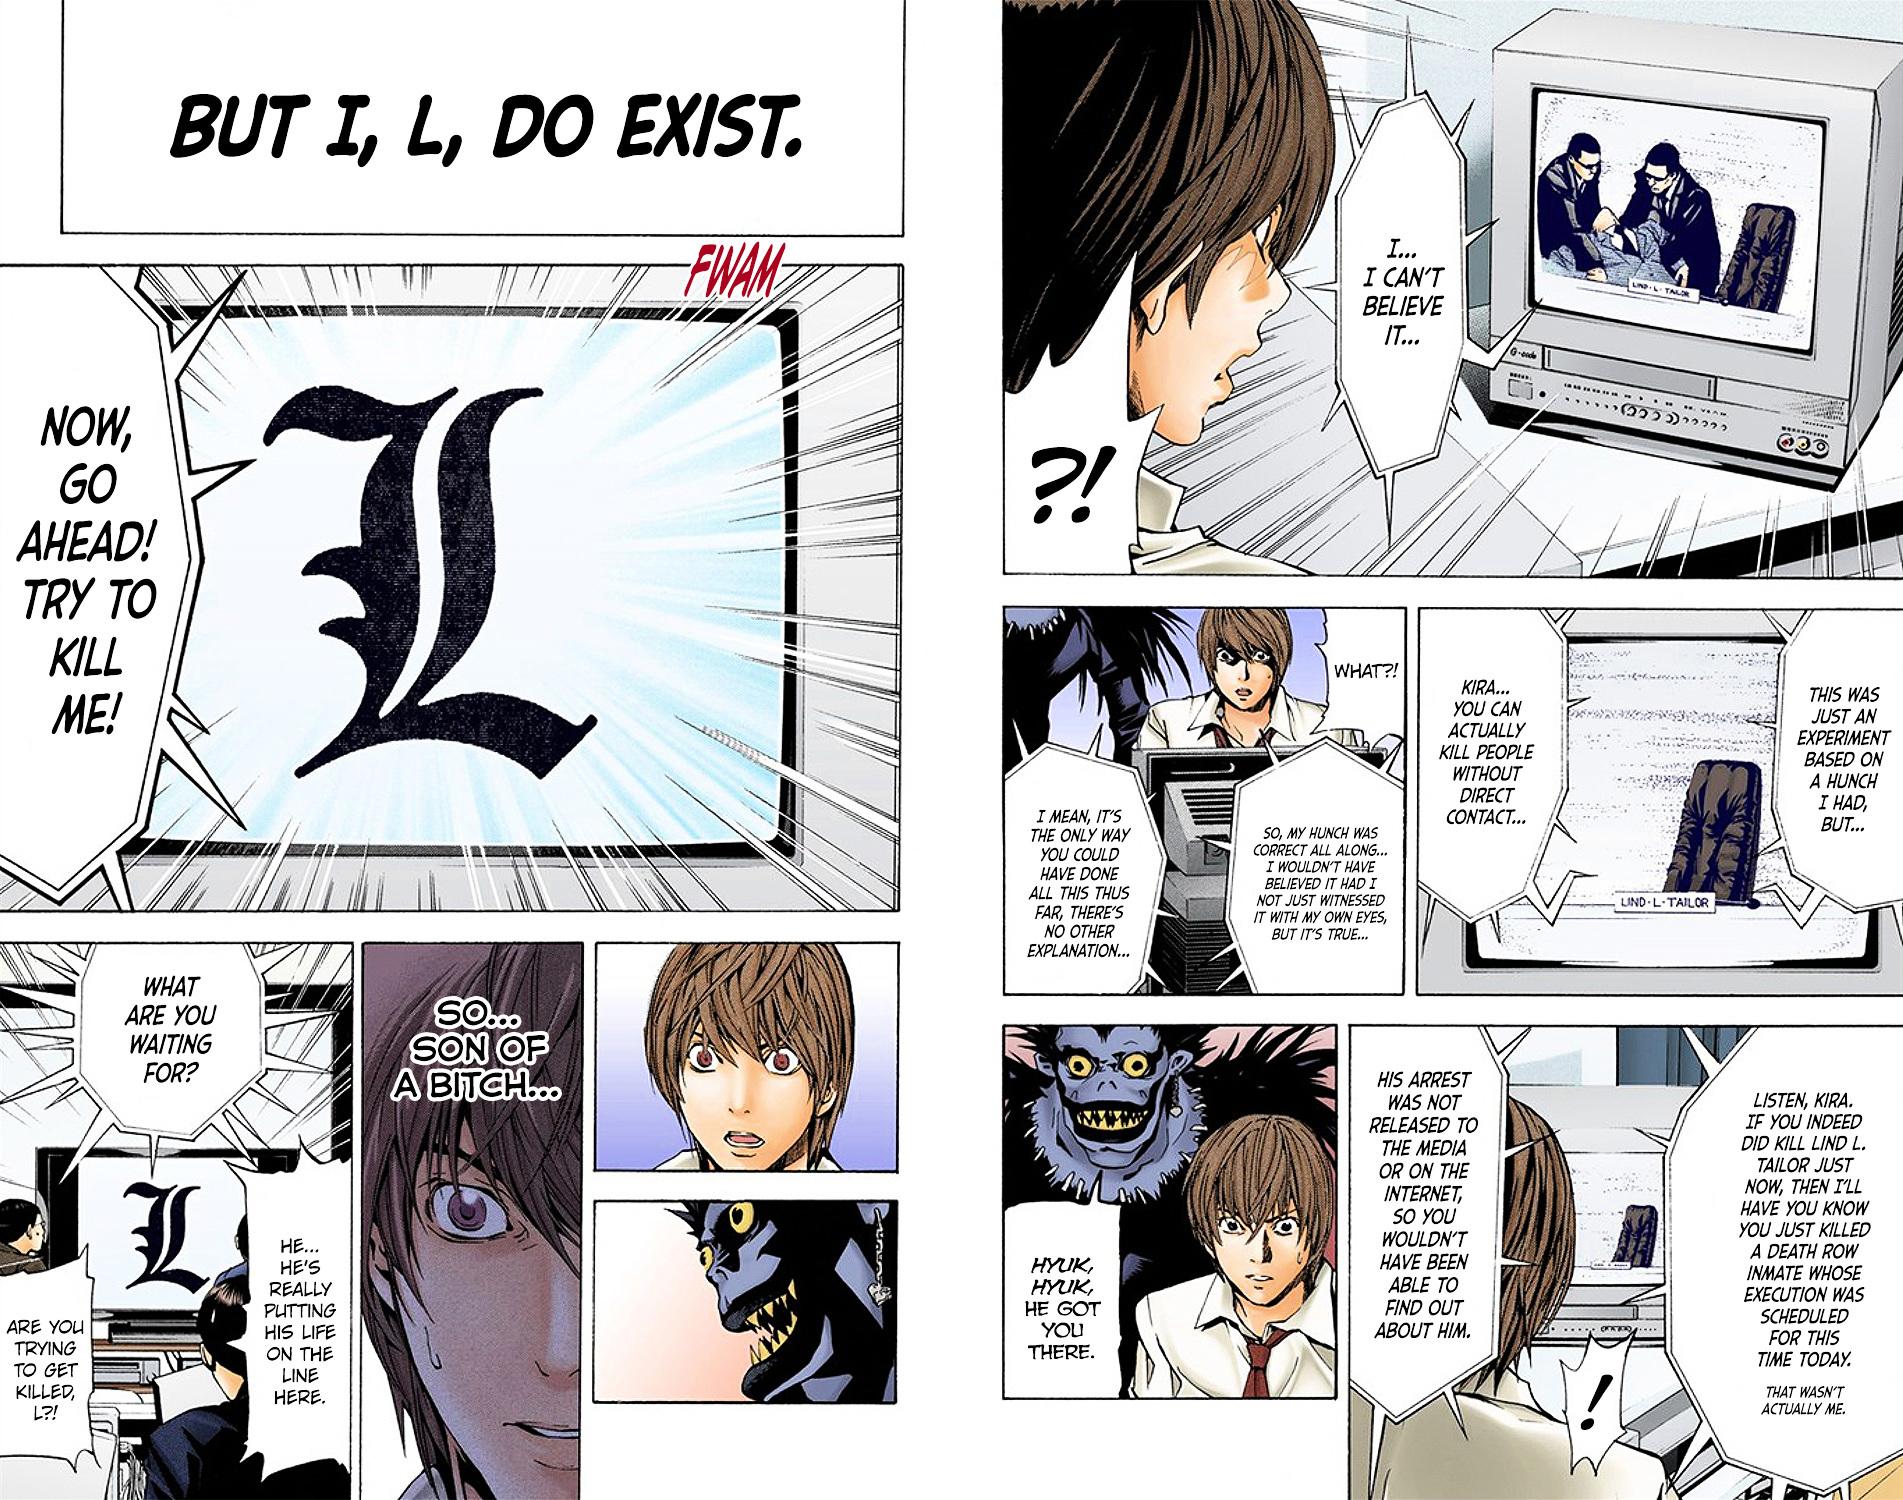 I...
I CAN'T
BELIEVE
IT...
LIND·L·TAILOR
G-code
?!
THIS WAS
JUST AN
EXPERIMENT
BASED ON
A HUNCH
I HAD,
BUT...
KIRA...
YOU CAN
ACTUALLY
KILL PEOPLE
WITHOUT
DIRECT
CONTACT...
LIND·L·TAILOR
WHAT?!
SO, MY HUNCH WAS
CORRECT ALL ALONG...
I WOULDN'T HAVE
BELIEVED IT HAD I
NOT JUST WITNESSED
IT WITH MY OWN EYES,
BUT IT'S TRUE...
I MEAN, IT'S
THE ONLY WAY
YOU COULD
HAVE DONE
ALL THIS THUS
FAR, THERE'S
NO OTHER
EXPLANATION...
LISTEN, KIRA.
IF YOU INDEED
DID KILL LIND L.
TAILOR JUST
NOW, THEN I'LL
HAVE YOU KNOW
YOU JUST KILLED
A DEATH ROW
INMATE WHOSE
EXECUTION WAS
SCHEDULED
FOR THIS
TIME TODAY.
THAT WASN'T
ACTUALLY ME.
!
HIS ARREST
WAS NOT
RELEASED TO
THE MEDIA
OR ON THE
INTERNET,
SO YOU
WOULDN'T
HAVE BEEN
ABLE TO
FIND OUT
ABOUT HIM.
HYUK,
HYUK,
HE GOT
YOU
THERE.
BUT I, L, DO EXIST.
FWAM
L
NOW,
GO
AHEAD!
TRY TO
KILL
ME!
SO...
SON OF
A BITCH...
WHAT
ARE YOU
WAITING
FOR?
L
HE...
HE'S
REALLY
PUTTING
HIS LIFE
ON THE
LINE
HERE.
ARE YOU
TRYING
TO GET
KILLED,
L?!